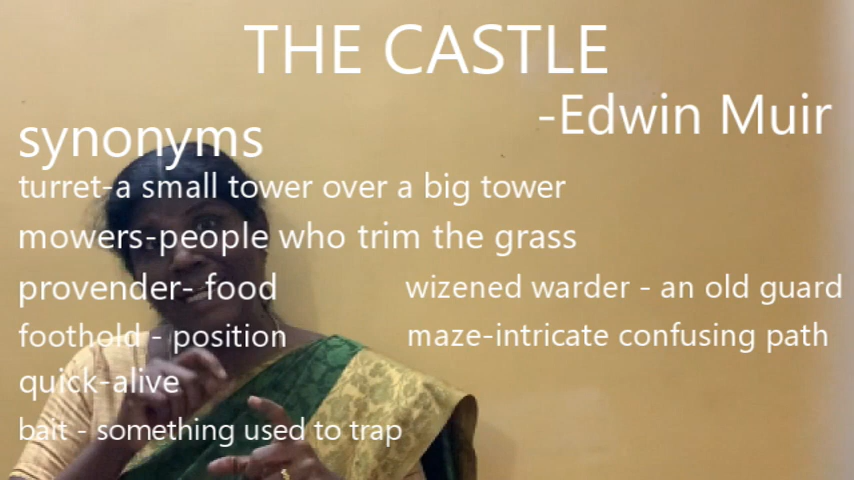 THE CASTLE
-Edwin Muir
synonyms
turret-a small tower over a big tower
mowers-people who trim the grass
provender- food
wizened warder - an old guard
foothold - position
maze-intricate confusing path
quick-alive
bait - something used to trap